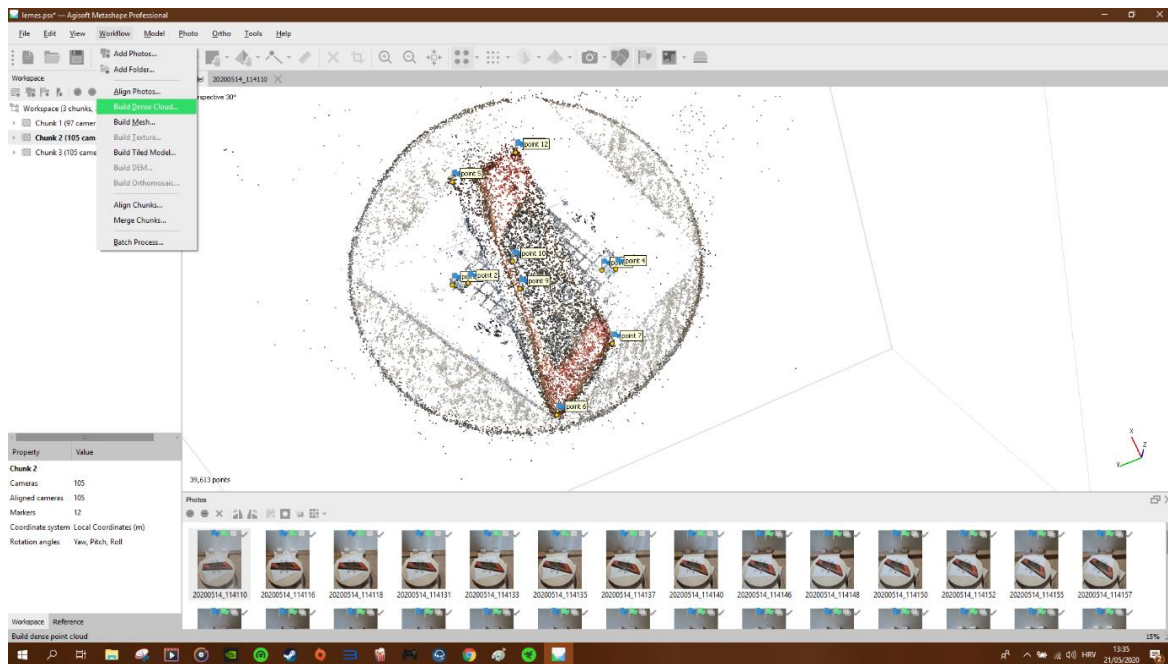 lemes.psx* — Agisoft Metashape Professional
File Edit View Workflow Model Photo Ortho Tools Help
Add Photos...
Add Folder...
Align Photos...
Build Dense Cloud...
Build Mesh...
Build Texture...
Build Tiled Model...
Build DEM...
Build Orthomosaic...
Align Chunks...
Merge Chunks...
Batch Process...
Workspace
Workspace (3 chunks,
Chunk 1 (97 camer
Chunk 2 (105 cam
Chunk 3 (105 came
20200514_114110
rspective 30°
point 12
point 5
point 10
point 4
point 2
point 9
point 7
point 6
39,613 points
X
Z
Y
Property Value
Chunk 2
Cameras 105
Aligned cameras 105
Markers 12
Coordinate system Local Coordinates (m)
Rotation angles Yaw, Pitch, Roll
Photos
20200514_114110 20200514_114116 20200514_114118 20200514_114131 20200514_114133 20200514_114135 20200514_114137 20200514_114140 20200514_114146 20200514_114148 20200514_114150 20200514_114152 20200514_114155 20200514_114157
Workspace Reference
Build dense point cloud
15%
HRV
13:35
21/05/2020